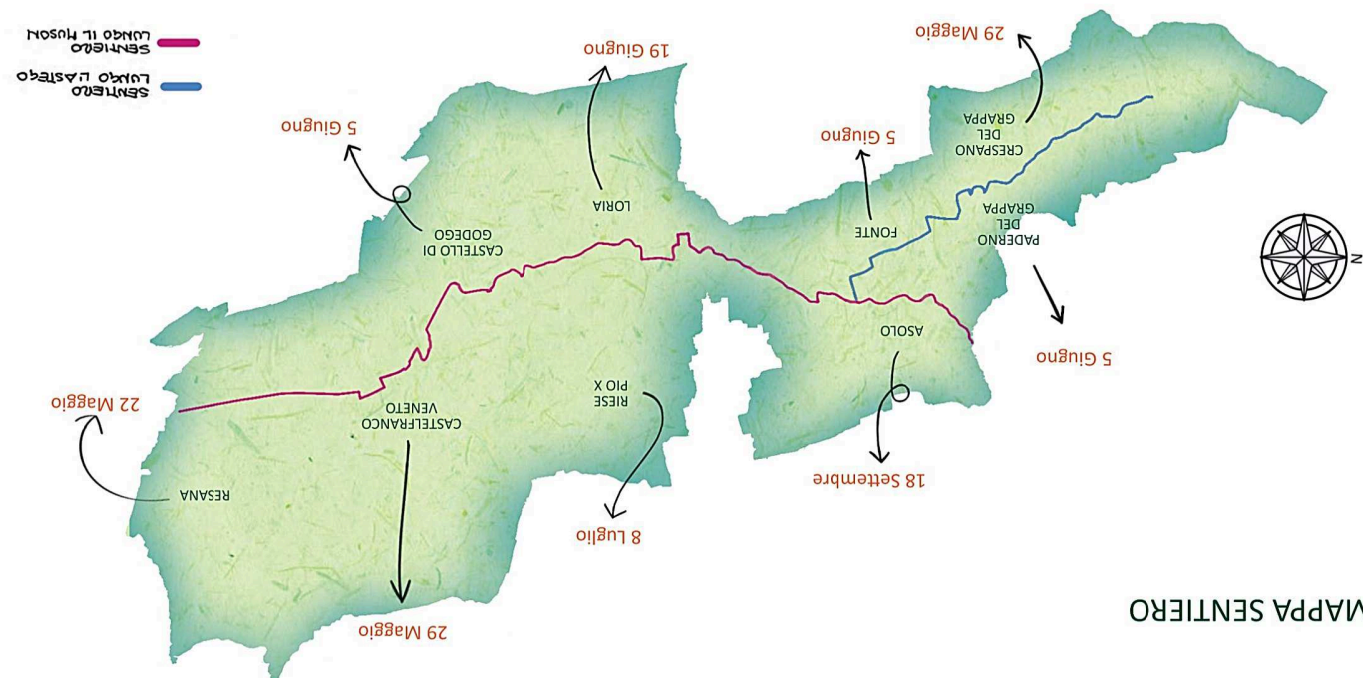 MAPPA SENTIERO
29 Maggio
8 Luglio
18 Settembre
RESANA
CASTELFRANCO
VENETO
22 Maggio
RIESE
PIO X
5 Giugno
ASOLO
N
PADERNO
DEL
GRAPPA
FONTE
CASTELLO DI
GODEGO
LORIA
CRESPANO
DEL
GRAPPA
5 Giugno
5 Giugno
29 Maggio
19 Giugno
SENTIERO
LUNGO L'ASTEGO
SENTIERO
LUNGO IL MUSON